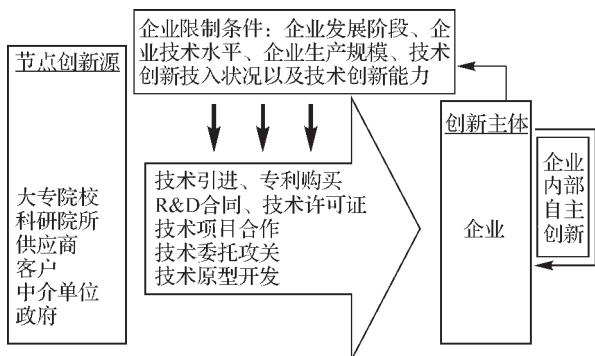 企业限制条件：企业发展阶段、企
业技术水平、企业生产规模、技术
创新技入状况以及技术创新能力
节点创新源
大专院校
科研院所
供应商
客户
中介单位
政府
技术引进、专利购买
R&D合同、技术许可证
技术项目合作
技术委托攻关
技术原型开发
创新主体
企业
企业
内部
自主
创新